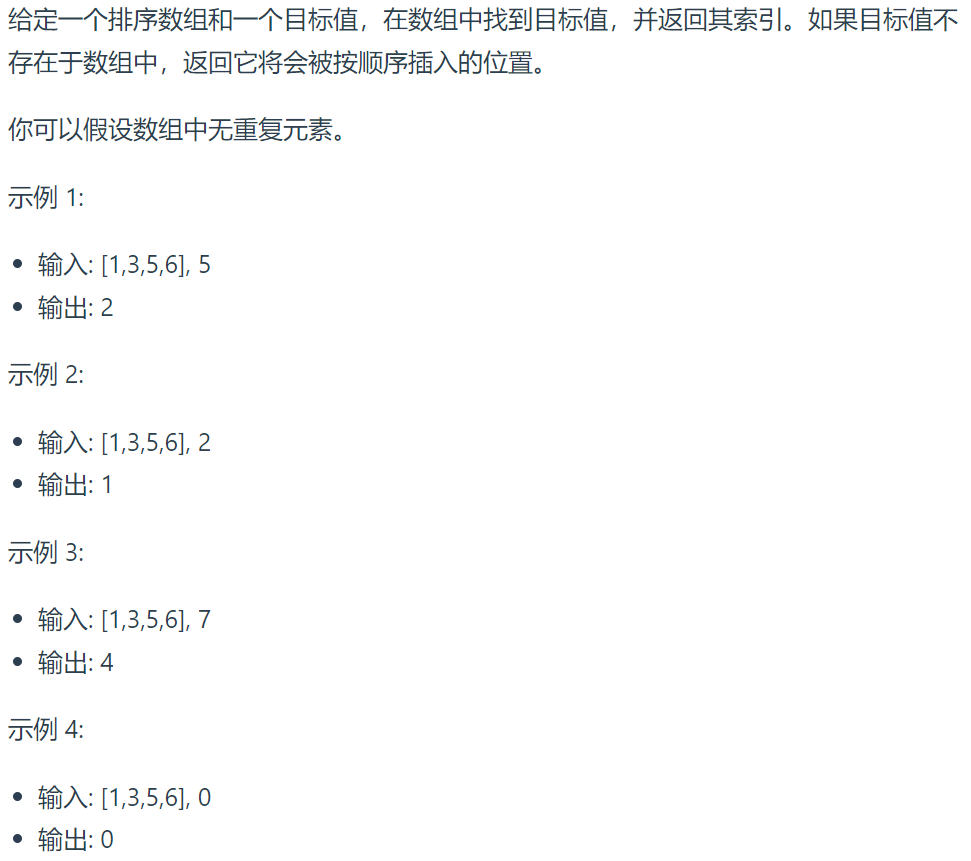 给定一个排序数组和一个目标值，在数组中找到目标值，并返回其索引。如果目标值不
存在于数组中，返回它将会被按顺序插入的位置。
你可以假设数组中无重复元素。
示例 1:
• 输入: [1,3,5,6], 5
• 输出: 2
示例 2:
• 输入: [1,3,5,6], 2
• 输出: 1
示例 3:
• 输入: [1,3,5,6], 7
• 输出: 4
示例 4:
• 输入: [1,3,5,6], 0
• 输出: 0